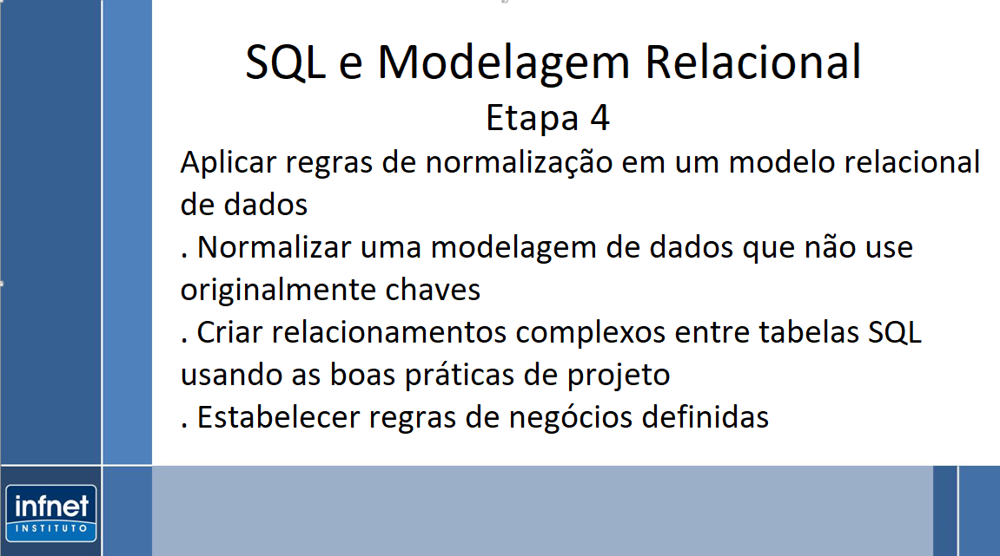 SQL e Modelagem Relacional
Etapa 4
Aplicar regras de normalização em um modelo relacional
de dados
. Normalizar uma modelagem de dados que não use
originalmente chaves
. Criar relacionamentos complexos entre tabelas SQL
usando as boas práticas de projeto
. Estabelecer regras de negócios definidas
infnet
INSTITUTO